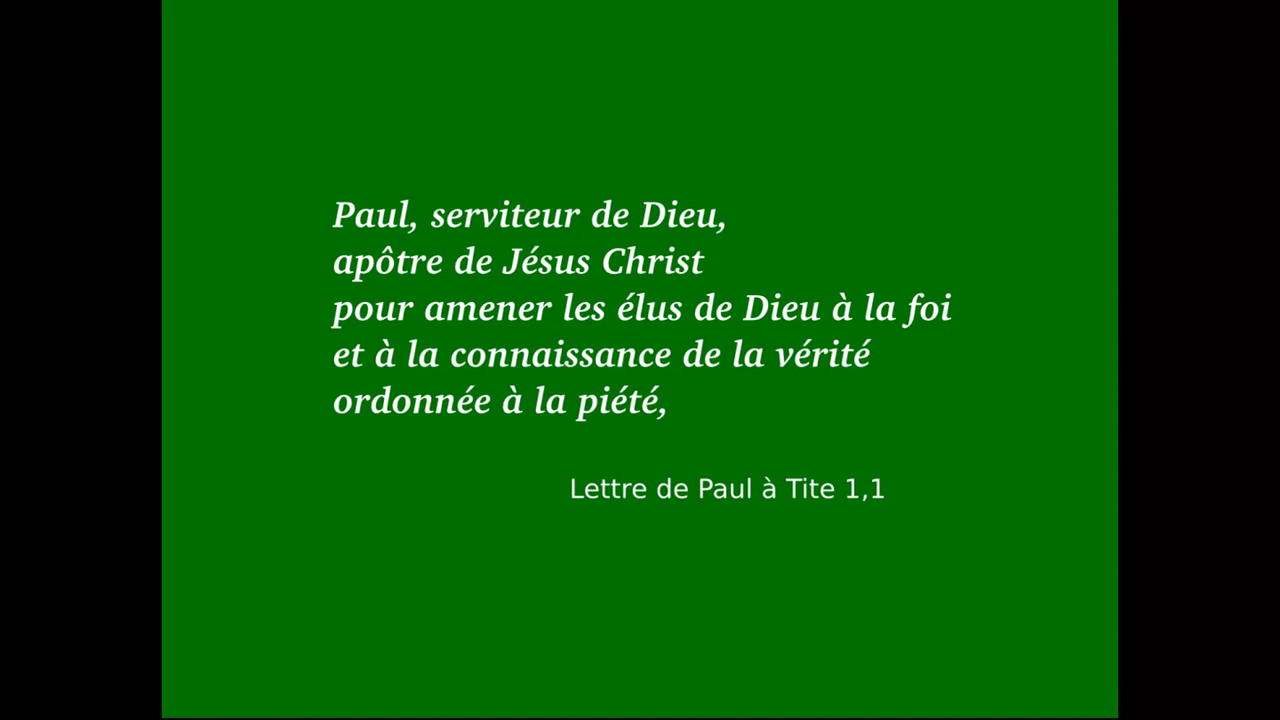 Paul, serviteur de Dieu,
apôtre de Jésus Christ
pour amener les élus de Dieu à la foi
et à la connaissance de la vérité
ordonnée à la piété,
Lettre de Paul à Tite 1,1